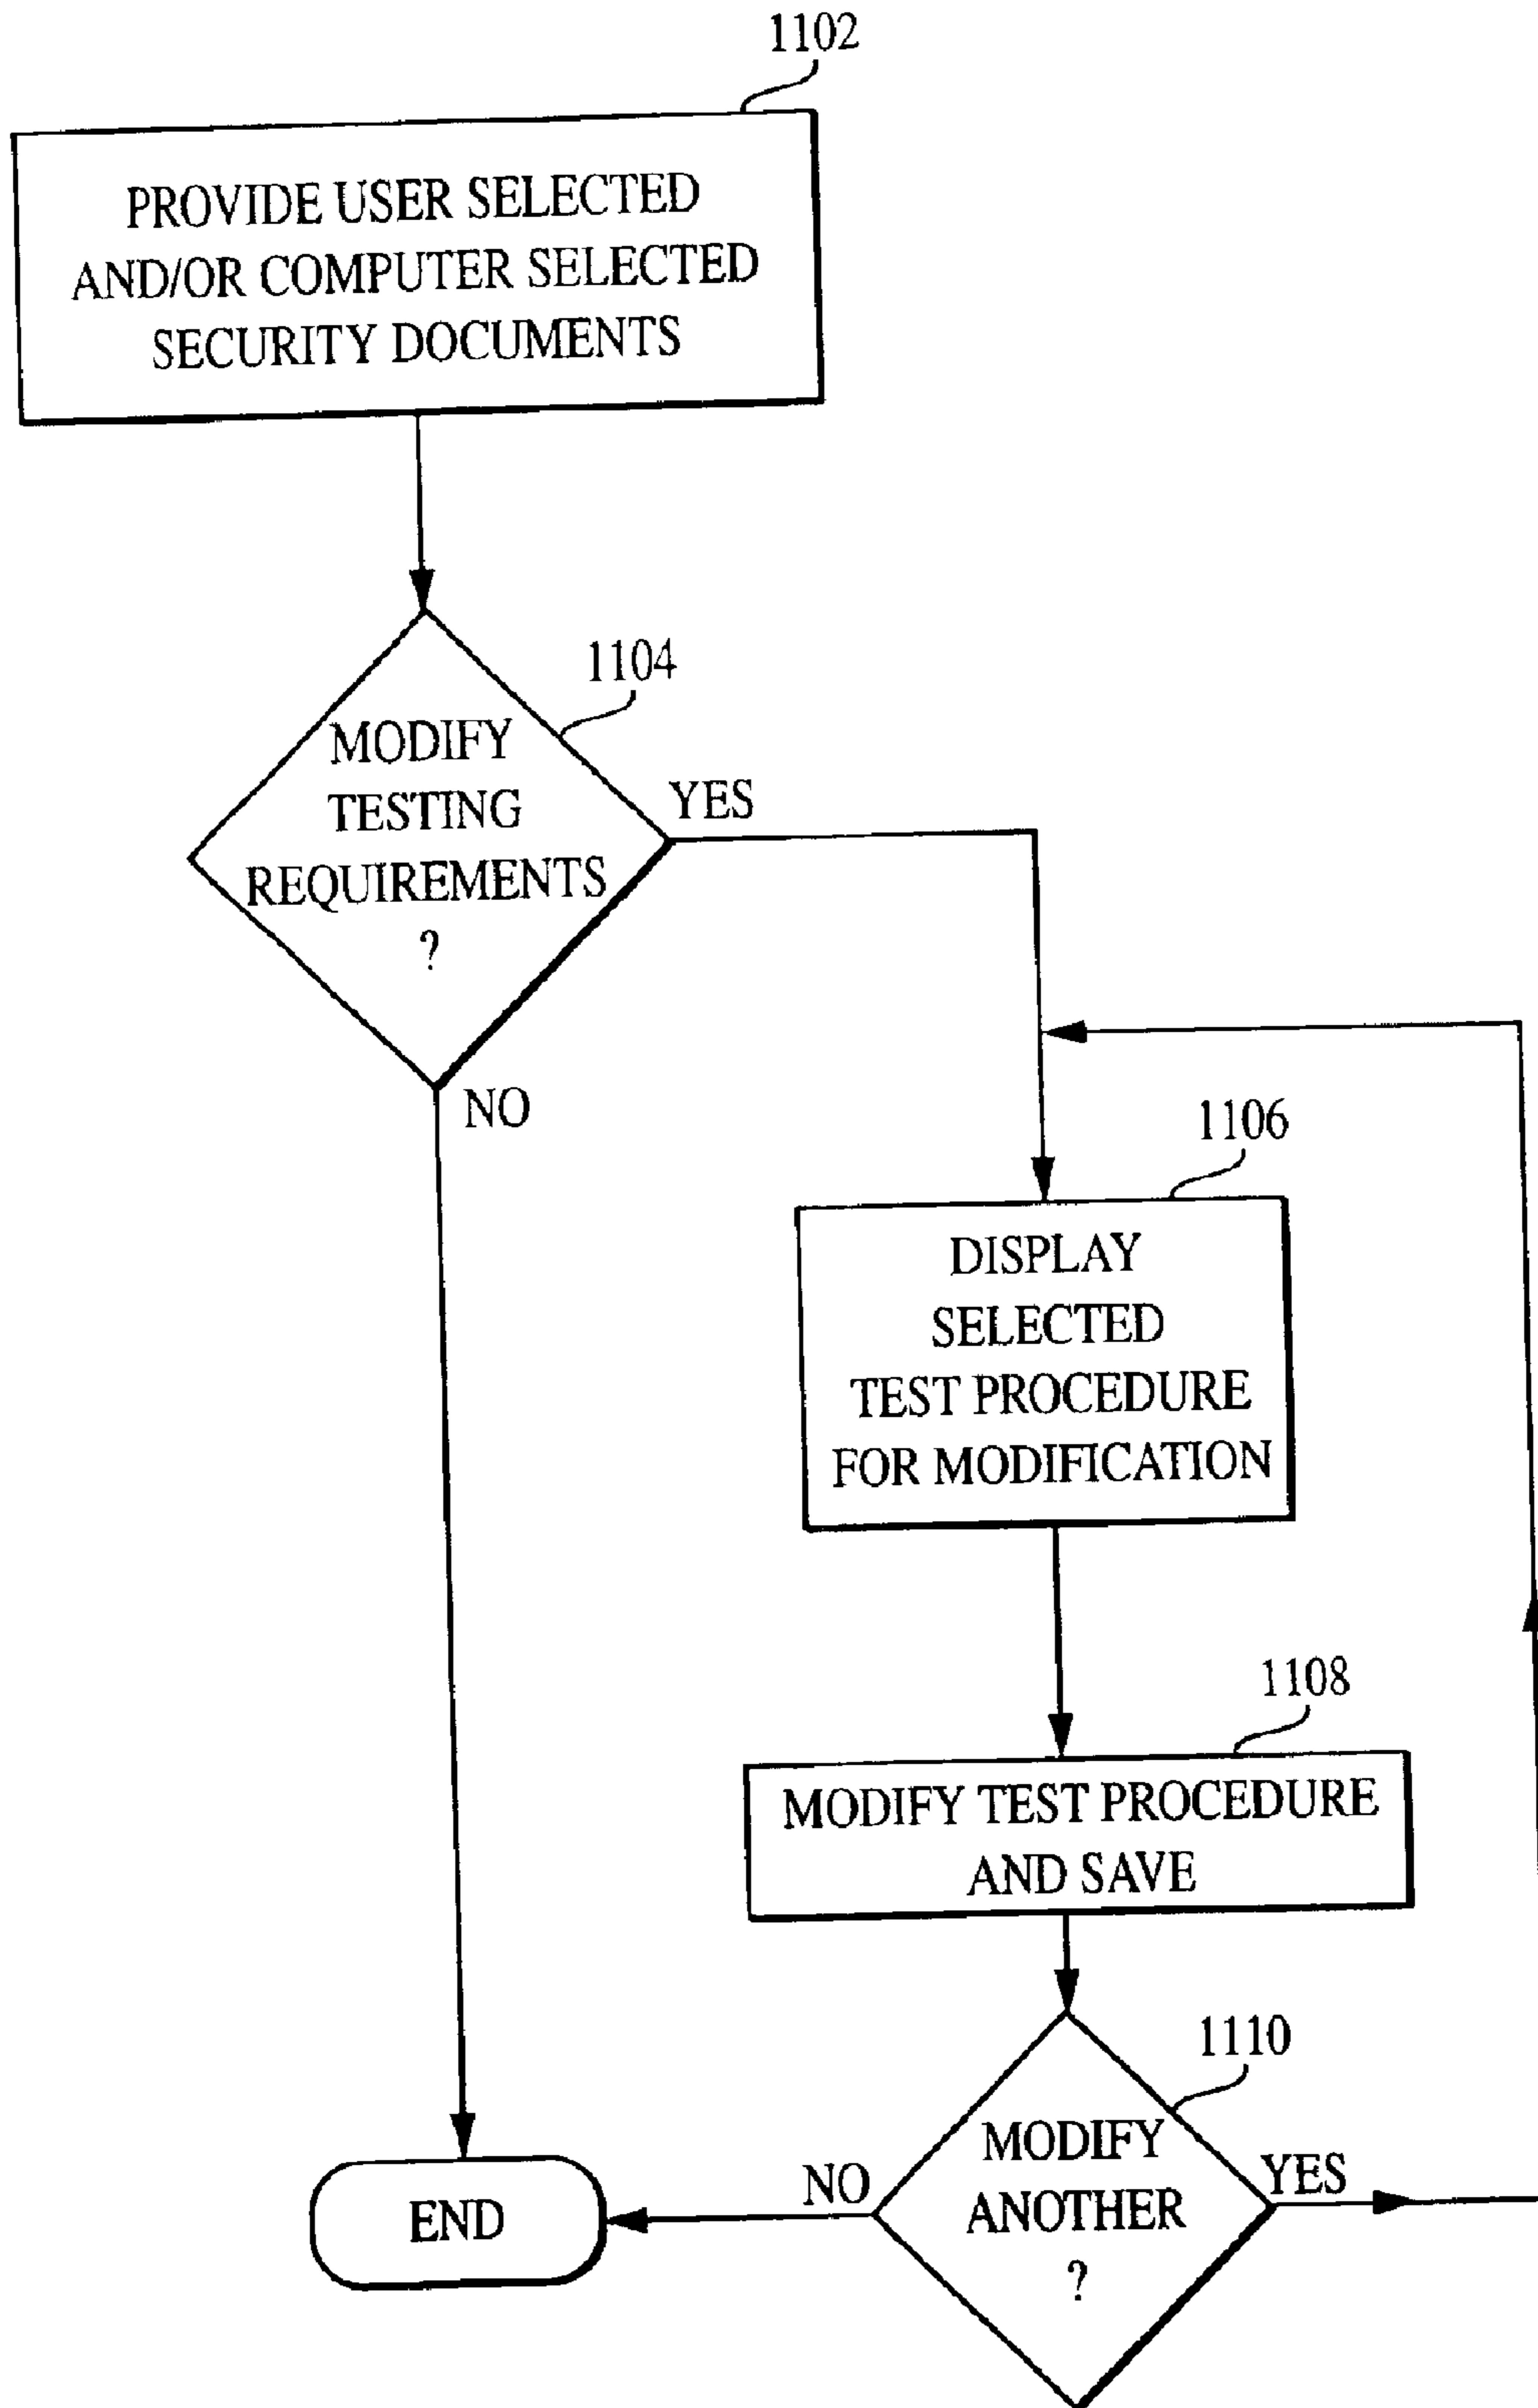 1102
PROVIDE USER SELECTED
AND/OR COMPUTER SELECTED
SECURITY DOCUMENTS
1104
MODIFY
TESTING
REQUIREMENTS
?
YES
NO
1106
DISPLAY
SELECTED
TEST PROCEDURE
FOR MODIFICATION
1108
MODIFY TEST PROCEDURE
AND SAVE
1110
MODIFY
ANOTHER
?
NO
YES
END